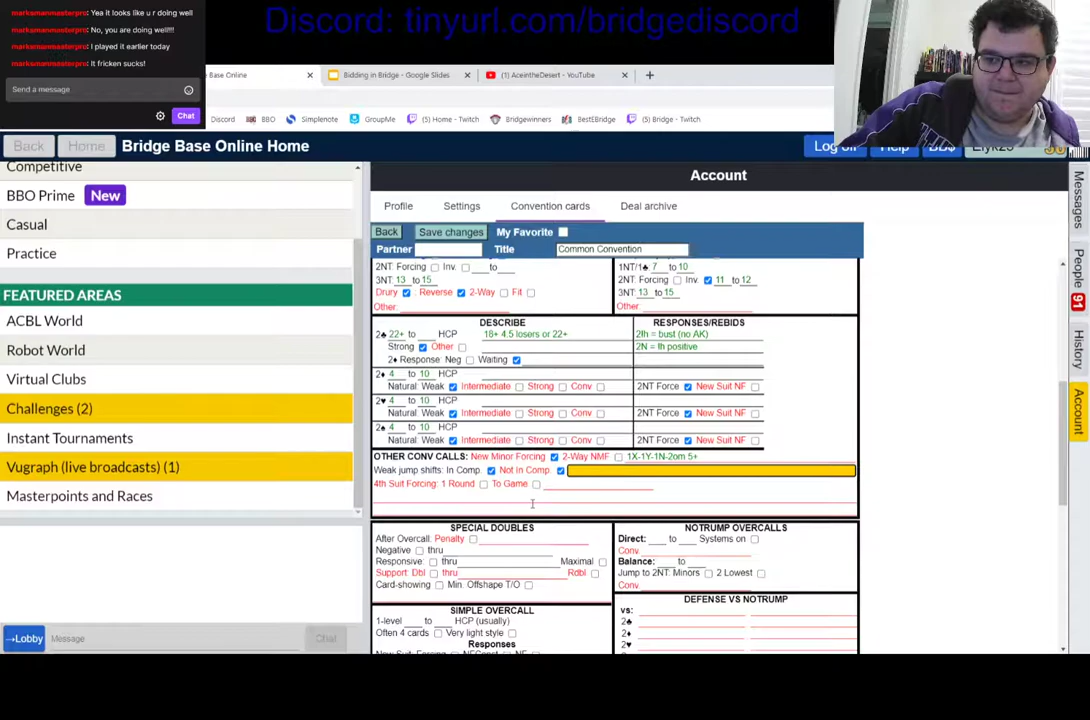 Discord: tinyurl.com/bridgediscord
marksmanmasterpro: Yea it looks like u r doing well
marksmanmasterpro: No, you are doing well!!!
marksmanmasterpro: I played it earlier today
marksmanmasterpro: It fricken sucks!
Send a message
Chat
Base Online
Bidding in Bridge - Google Slides
(1) AceintheDesert - YouTube
Discord BBO Simplenote GroupMe (5) Home - Twitch Bridgewinners BestEBridge (5) Bridge - Twitch
Back Home Bridge Base Online Home Log off Help BB$
Competitive
BBO Prime New
Casual
Practice
FEATURED AREAS
ACBL World
Robot World
Virtual Clubs
Challenges (2)
Instant Tournaments
Vugraph (live broadcasts) (1)
Masterpoints and Races
→Lobby Message Chat
Account
Profile Settings Convention cards Deal archive
Back Save changes My Favorite
Partner Title Common Convention
2NT: Forcing Inv. to
3NT: 13 to 15
Drury Reverse 2-Way Fit
Other:
1NT/1♣ 7 to 10
2NT: Forcing Inv. 11 to 12
3NT: 13 to 15
Other:
DESCRIBE RESPONSES/REBIDS
2♣ 22+ to HCP 18+ 4.5 losers or 22+ 2!h = bust (no AK)
Strong Other 2N = !h positive
2♦ Response: Neg Waiting
2♦ 4 to 10 HCP
Natural: Weak Intermediate Strong Conv 2NT Force New Suit NF
2♥ 4 to 10 HCP
Natural: Weak Intermediate Strong Conv 2NT Force New Suit NF
2♠ 4 to 10 HCP
Natural: Weak Intermediate Strong Conv 2NT Force New Suit NF
OTHER CONV CALLS: New Minor Forcing 2-Way NMF 1X-1Y-1N-2om 5+
Weak jump shifts: In Comp. Not In Comp.
4th Suit Forcing: 1 Round To Game
SPECIAL DOUBLES
After Overcall: Penalty
Negative thru
Responsive: thru Maximal
Support: Dbl thru Rdbl
Card-showing Min. Offshape T/O
SIMPLE OVERCALL
1-level to HCP (usually)
Often 4 cards Very light style
Responses
NOTRUMP OVERCALLS
Direct: to Systems on
Conv.
Balance: to
Jump to 2NT: Minors 2 Lowest
Conv.
DEFENSE VS NOTRUMP
vs:
2♣
2♦
2♥
Messages
People 91
History
Account